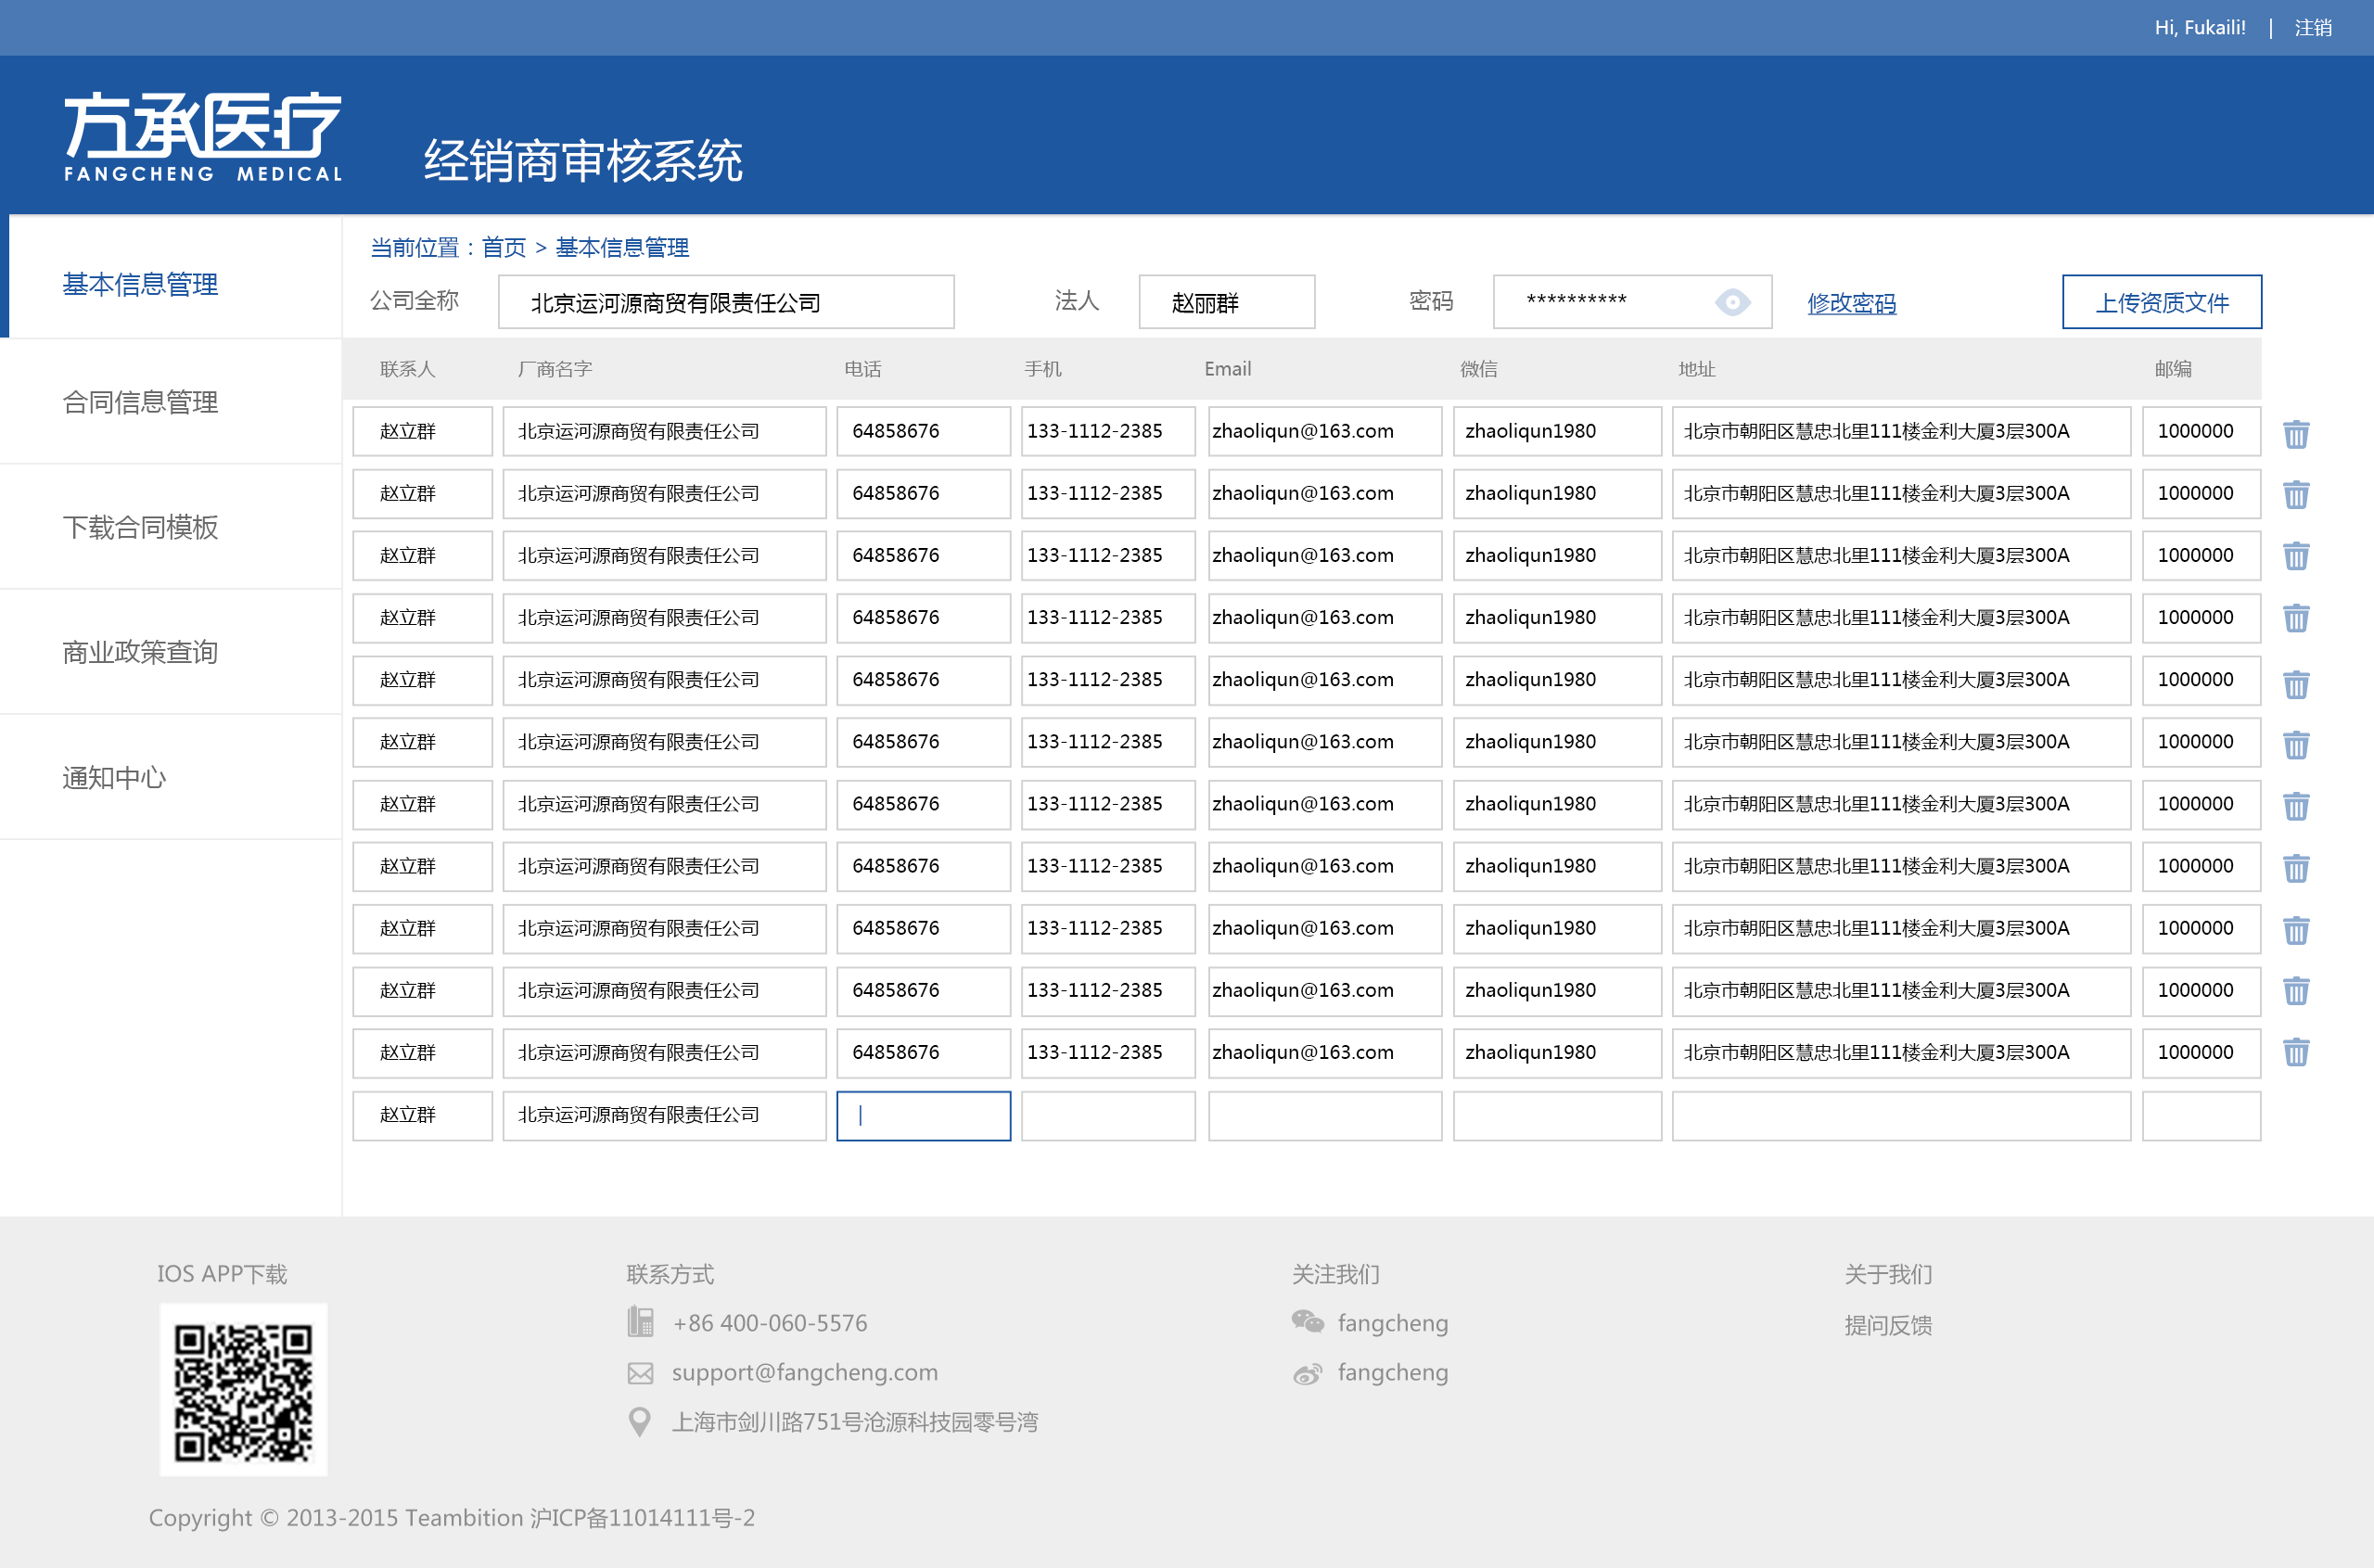 Hi, Fukaili! | 注销
方承医疗
FANGCHENG MEDICAL
经销商审核系统
基本信息管理
合同信息管理
下载合同模板
商业政策查询
通知中心
当前位置：首页 > 基本信息管理
公司全称 北京运河源商贸有限责任公司 法人 赵丽群 密码 ********** 修改密码 上传资质文件
联系人 厂商名字 电话 手机 Email 微信 地址 邮编
赵立群 北京运河源商贸有限责任公司 64858676 133-1112-2385 zhaoliqun@163.com zhaoliqun1980 北京市朝阳区慧忠北里111楼金利大厦3层300A 1000000
赵立群 北京运河源商贸有限责任公司 64858676 133-1112-2385 zhaoliqun@163.com zhaoliqun1980 北京市朝阳区慧忠北里111楼金利大厦3层300A 1000000
赵立群 北京运河源商贸有限责任公司 64858676 133-1112-2385 zhaoliqun@163.com zhaoliqun1980 北京市朝阳区慧忠北里111楼金利大厦3层300A 1000000
赵立群 北京运河源商贸有限责任公司 64858676 133-1112-2385 zhaoliqun@163.com zhaoliqun1980 北京市朝阳区慧忠北里111楼金利大厦3层300A 1000000
赵立群 北京运河源商贸有限责任公司 64858676 133-1112-2385 zhaoliqun@163.com zhaoliqun1980 北京市朝阳区慧忠北里111楼金利大厦3层300A 1000000
赵立群 北京运河源商贸有限责任公司 64858676 133-1112-2385 zhaoliqun@163.com zhaoliqun1980 北京市朝阳区慧忠北里111楼金利大厦3层300A 1000000
赵立群 北京运河源商贸有限责任公司 64858676 133-1112-2385 zhaoliqun@163.com zhaoliqun1980 北京市朝阳区慧忠北里111楼金利大厦3层300A 1000000
赵立群 北京运河源商贸有限责任公司 64858676 133-1112-2385 zhaoliqun@163.com zhaoliqun1980 北京市朝阳区慧忠北里111楼金利大厦3层300A 1000000
赵立群 北京运河源商贸有限责任公司 64858676 133-1112-2385 zhaoliqun@163.com zhaoliqun1980 北京市朝阳区慧忠北里111楼金利大厦3层300A 1000000
赵立群 北京运河源商贸有限责任公司 64858676 133-1112-2385 zhaoliqun@163.com zhaoliqun1980 北京市朝阳区慧忠北里111楼金利大厦3层300A 1000000
赵立群 北京运河源商贸有限责任公司 64858676 133-1112-2385 zhaoliqun@163.com zhaoliqun1980 北京市朝阳区慧忠北里111楼金利大厦3层300A 1000000
赵立群 北京运河源商贸有限责任公司
IOS APP下载
联系方式
+86 400-060-5576
support@fangcheng.com
上海市剑川路751号沧源科技园零号湾
关注我们
fangcheng
fangcheng
关于我们
提问反馈
Copyright © 2013-2015 Teambition 沪ICP备11014111号-2